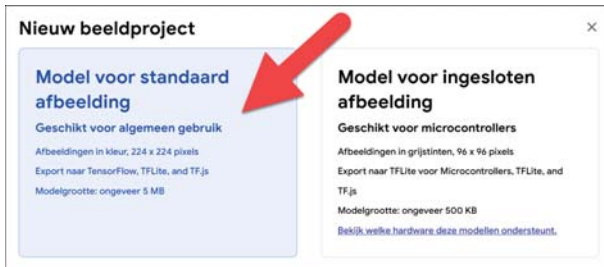 Nieuw beeldproject
Model voor standaard
afbeelding
Geschikt voor algemeen gebruik
Afbeeldingen in kleur, 224 x 224 pixels
Export naar TensorFlow, TFLite, and TF.js
Modelgrootte: ongeveer 5 MB
Model voor ingesloten
afbeelding
Geschikt voor microcontrollers
Afbeeldingen in grijstinten, 96 x 96 pixels
Export naar TFLite voor Microcontrollers, TFLite, and
TF.js
Modelgrootte: ongeveer 500 KB
Bekijk welke hardware deze modellen ondersteunt.